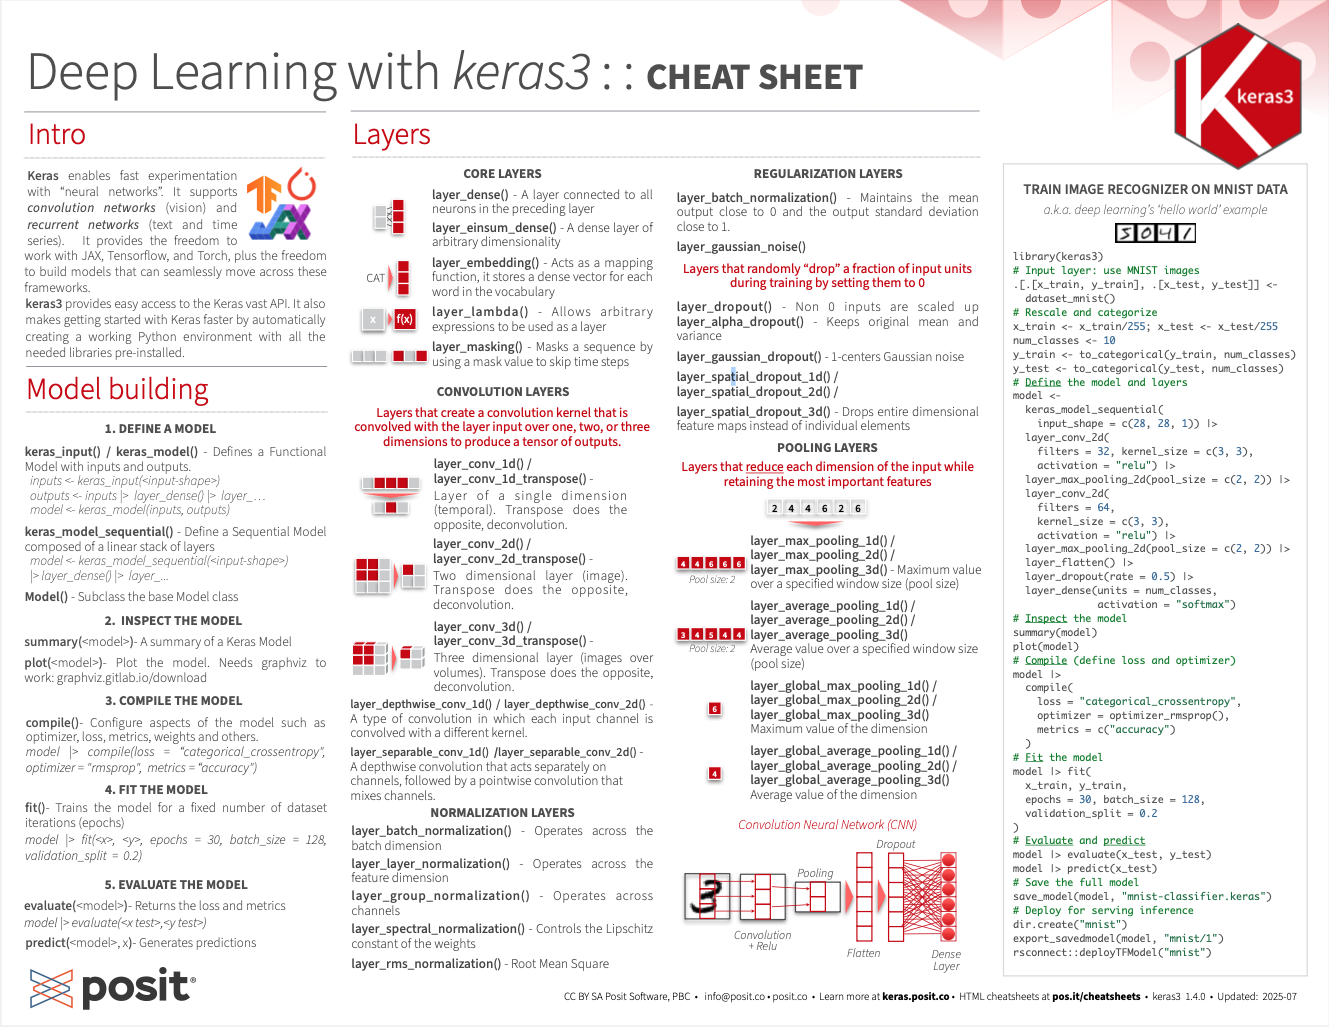 Deep Learning with keras3 : : CHEAT SHEET
keras3
Intro
Keras enables fast experimentation
with “neural networks”. It supports
convolution networks (vision) and
recurrent networks (text and time
series). It provides the freedom to
work with JAX, Tensorflow, and Torch, plus the freedom
to build models that can seamlessly move across these
frameworks.
keras3 provides easy access to the Keras vast API. It also
makes getting started with Keras faster by automatically
creating a working Python environment with all the
needed libraries pre-installed.
Model building
1. DEFINE A MODEL
keras_input() / keras_model() - Defines a Functional
Model with inputs and outputs.
inputs <- keras_input(<input-shape>)
outputs <- inputs |> layer_dense() |> layer_…
model <- keras_model(inputs, outputs)
keras_model_sequential() - Define a Sequential Model
composed of a linear stack of layers
model <- keras_model_sequential(<input-shape>)
|> layer_dense() |> layer_...
Model() - Subclass the base Model class
2. INSPECT THE MODEL
summary(<model>)- A summary of a Keras Model
plot(<model>)- Plot the model. Needs graphviz to
work: graphviz.gitlab.io/download
3. COMPILE THE MODEL
compile()- Configure aspects of the model such as
optimizer, loss, metrics, weights and others.
model |> compile(loss = “categorical_crossentropy",
optimizer = "rmsprop", metrics = “accuracy”)
4. FIT THE MODEL
fit()- Trains the model for a fixed number of dataset
iterations (epochs)
model |> fit(<x>, <y>, epochs = 30, batch_size = 128,
validation_split = 0.2)
5. EVALUATE THE MODEL
evaluate(<model>)- Returns the loss and metrics
model |> evaluate(<x test>,<y test>)
predict(<model>, x)- Generates predictions
posit®
Layers
CORE LAYERS
layer_dense() - A layer connected to all
neurons in the preceding layer
layer_einsum_dense() - A dense layer of
arbitrary dimensionality
CAT
layer_embedding() - Acts as a mapping
function, it stores a dense vector for each
word in the vocabulary
x
f(x)
layer_lambda() - Allows arbitrary
expressions to be used as a layer
layer_masking() - Masks a sequence by
using a mask value to skip time steps
CONVOLUTION LAYERS
Layers that create a convolution kernel that is
convolved with the layer input over one, two, or three
dimensions to produce a tensor of outputs.
layer_conv_1d() /
layer_conv_1d_transpose() -
Layer of a single dimension
(temporal). Transpose does the
opposite, deconvolution.
layer_conv_2d() /
layer_conv_2d_transpose() -
Two dimensional layer (image).
Transpose does the opposite,
deconvolution.
layer_conv_3d() /
layer_conv_3d_transpose() -
Three dimensional layer (images over
volumes). Transpose does the opposite,
deconvolution.
layer_depthwise_conv_1d() / layer_depthwise_conv_2d() -
A type of convolution in which each input channel is
convolved with a different kernel.
layer_separable_conv_1d() /layer_separable_conv_2d() -
A depthwise convolution that acts separately on
channels, followed by a pointwise convolution that
mixes channels.
NORMALIZATION LAYERS
layer_batch_normalization() - Operates across the
batch dimension
layer_layer_normalization() - Operates across the
feature dimension
layer_group_normalization() - Operates across
channels
layer_spectral_normalization() - Controls the Lipschitz
constant of the weights
layer_rms_normalization() - Root Mean Square
REGULARIZATION LAYERS
layer_batch_normalization() - Maintains the mean
output close to 0 and the output standard deviation
close to 1.
layer_gaussian_noise()
Layers that randomly “drop” a fraction of input units
during training by setting them to 0
layer_dropout() - Non 0 inputs are scaled up
layer_alpha_dropout() - Keeps original mean and
variance
layer_gaussian_dropout() - 1-centers Gaussian noise
layer_spatial_dropout_1d() /
layer_spatial_dropout_2d() /
layer_spatial_dropout_3d() - Drops entire dimensional
feature maps instead of individual elements
POOLING LAYERS
Layers that reduce each dimension of the input while
retaining the most important features
2 4 4 6 2 6
layer_max_pooling_1d() /
layer_max_pooling_2d() /
layer_max_pooling_3d() - Maximum value
over a specified window size (pool size)
4 4 6 6 6
Pool size: 2
layer_average_pooling_1d() /
layer_average_pooling_2d() /
layer_average_pooling_3d()
Average value over a specified window size
(pool size)
3 4 5 4 4
Pool size: 2
layer_global_max_pooling_1d() /
layer_global_max_pooling_2d() /
layer_global_max_pooling_3d()
Maximum value of the dimension
6
layer_global_average_pooling_1d() /
layer_global_average_pooling_2d() /
layer_global_average_pooling_3d()
Average value of the dimension
4
Convolution Neural Network (CNN)
Dropout
Pooling
3
Convolution
+ Relu
Flatten
Dense
Layer
TRAIN IMAGE RECOGNIZER ON MNIST DATA
a.k.a. deep learning’s ‘hello world’ example
5 0 4 1
library(keras3)
# Input layer: use MNIST images
.[.[x_train, y_train], .[x_test, y_test]] <-
dataset_mnist()
# Rescale and categorize
x_train <- x_train/255; x_test <- x_test/255
num_classes <- 10
y_train <- to_categorical(y_train, num_classes)
y_test <- to_categorical(y_test, num_classes)
# Define the model and layers
model <-
keras_model_sequential(
input_shape = c(28, 28, 1)) |>
layer_conv_2d(
filters = 32, kernel_size = c(3, 3),
activation = "relu") |>
layer_max_pooling_2d(pool_size = c(2, 2)) |>
layer_conv_2d(
filters = 64,
kernel_size = c(3, 3),
activation = "relu") |>
layer_max_pooling_2d(pool_size = c(2, 2)) |>
layer_flatten() |>
layer_dropout(rate = 0.5) |>
layer_dense(units = num_classes,
activation = "softmax")
# Inspect the model
summary(model)
plot(model)
# Compile (define loss and optimizer)
model |>
compile(
loss = "categorical_crossentropy",
optimizer = optimizer_rmsprop(),
metrics = c("accuracy")
)
# Fit the model
model |> fit(
x_train, y_train,
epochs = 30, batch_size = 128,
validation_split = 0.2
)
# Evaluate and predict
model |> evaluate(x_test, y_test)
model |> predict(x_test)
# Save the full model
save_model(model, "mnist-classifier.keras")
# Deploy for serving inference
dir.create("mnist")
export_savedmodel(model, "mnist/1")
rsconnect::deployTFModel("mnist")
CC BY SA Posit Software, PBC • info@posit.co • posit.co • Learn more at keras.posit.co • HTML cheatsheets at pos.it/cheatsheets • keras3 1.4.0 • Updated: 2025-07